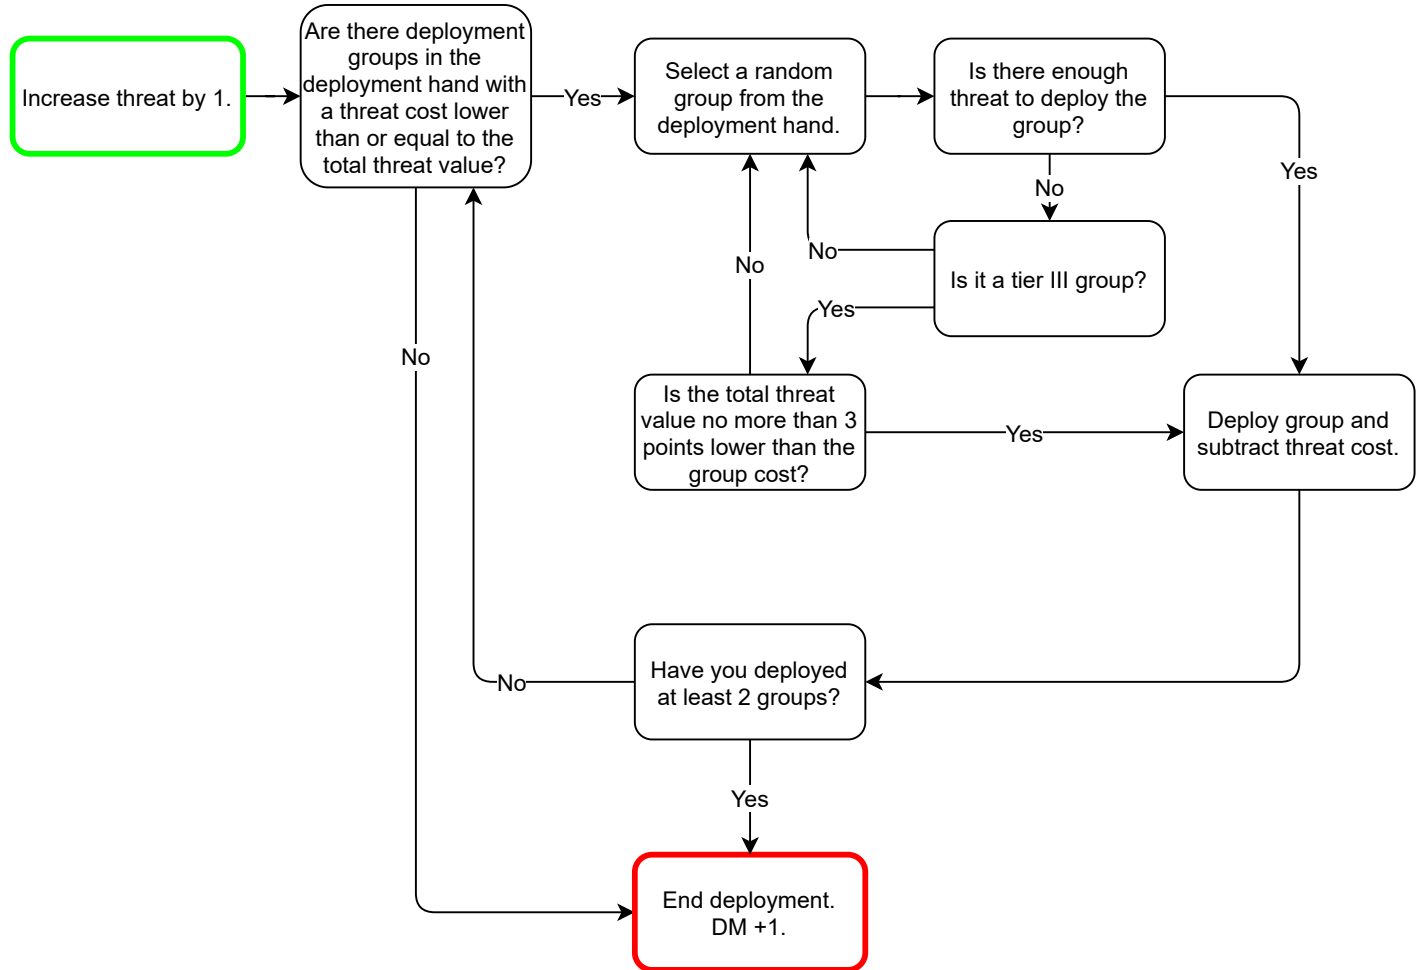 Increase threat by 1.
Are there deployment
groups in the
deployment hand with
a threat cost lower
than or equal to the
total threat value?
Yes
Select a random
group from the
deployment hand.
Is there enough
threat to deploy the
group?
Yes
No
No
Is it a tier III group?
Yes
No
No
Is the total threat
value no more than 3
points lower than the
group cost?
Yes
Deploy group and
subtract threat cost.
Have you deployed
at least 2 groups?
No
Yes
End deployment.
DM +1.